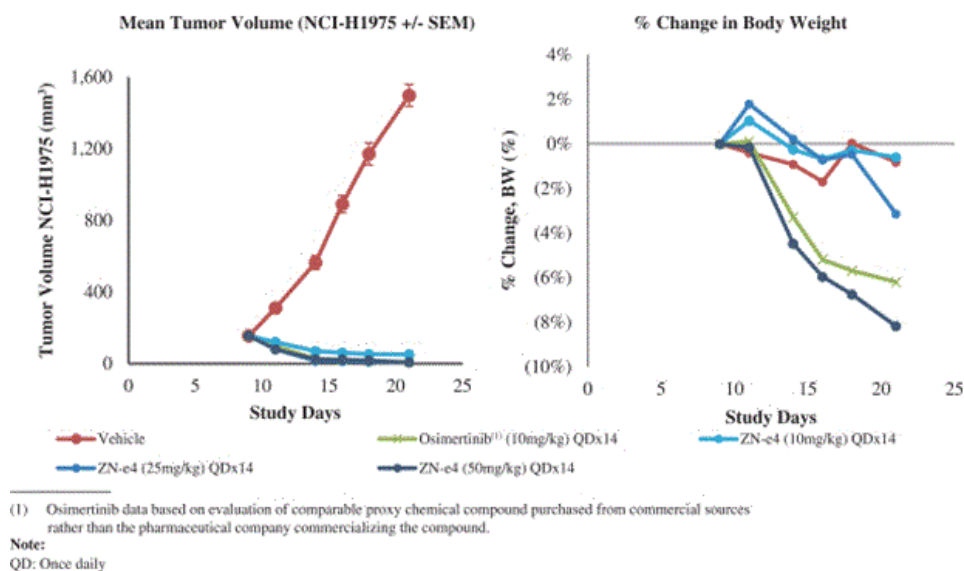 Mean Tumor Volume (NCI-H1975 +/- SEM)
% Change in Body Weight
Tumor Volume NCI-H1975 (mm³)
1,600
1,200
800
400
0
0
5
10
15
20
25
Study Days
% Change, BW (%)
4%
2%
0%
(2%)
(4%)
(6%)
(8%)
(10%)
0
5
10
15
20
25
Study Days
Vehicle
Osimertinib⁽¹⁾ (10mg/kg) QDx14
ZN-e4 (10mg/kg) QDx14
ZN-e4 (25mg/kg) QDx14
ZN-e4 (50mg/kg) QDx14
(1) Osimertinib data based on evaluation of comparable proxy chemical compound purchased from commercial sources
rather than the pharmaceutical company commercializing the compound.
Note:
QD: Once daily